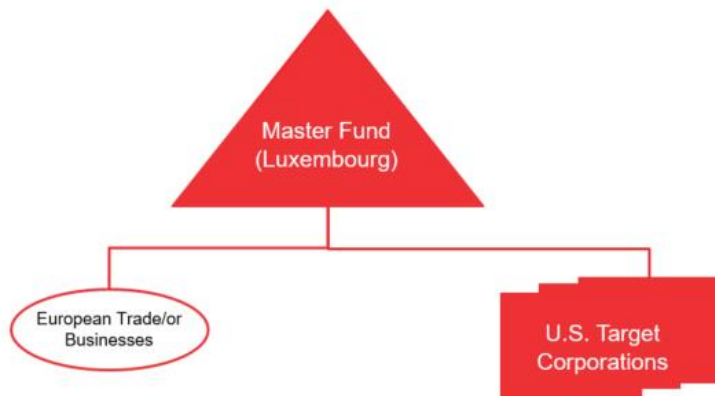 Master Fund
(Luxembourg)
European Trade/or
Businesses
U.S. Target
Corporations